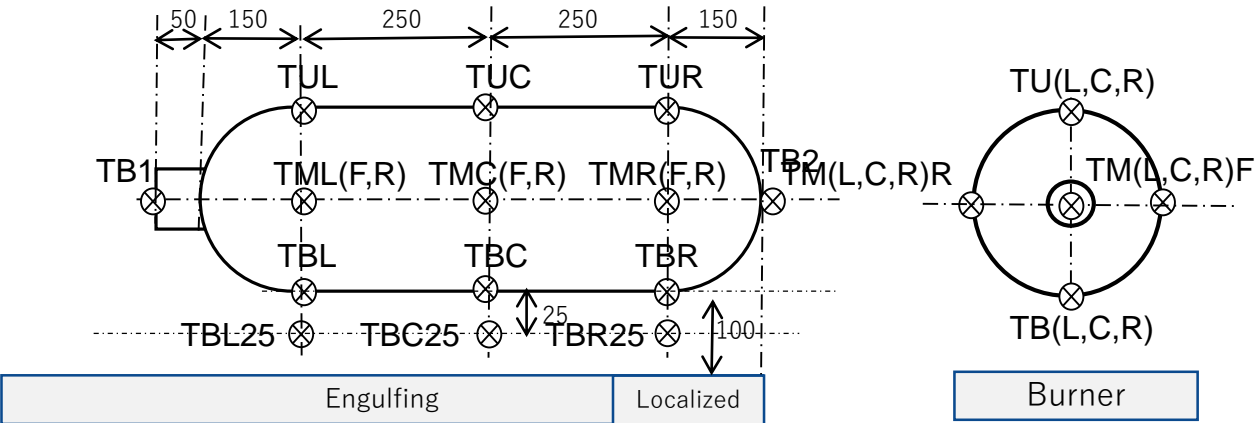 50 150 250 250 150
TUL TUC TUR TU(L,C,R)
TB1 TML(F,R) TMC(F,R) TMR(F,R) TB2 TM(L,C,R)R TM(L,C,R)F
TBL TBC TBR
25
TBL25 TBC25 TBR25 100 TB(L,C,R)
Engulfing Localized Burner